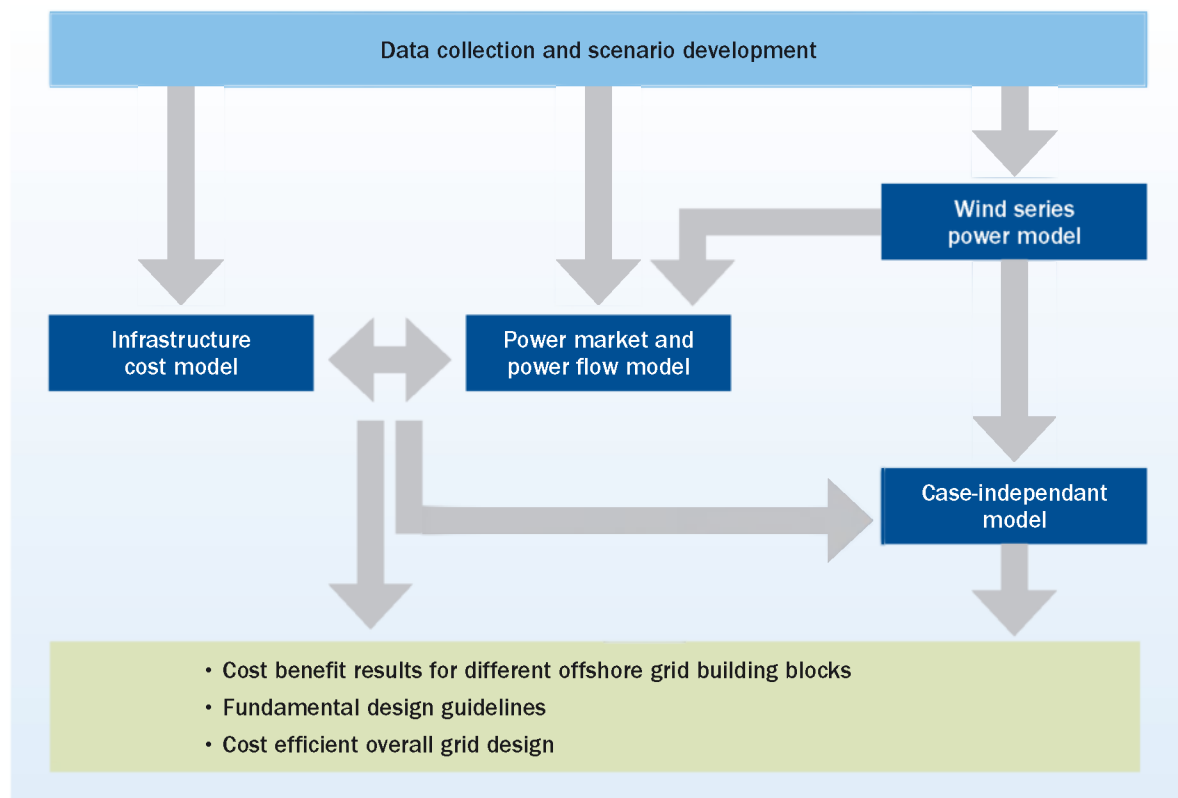 Data collection and scenario development
Wind series
power model
Infrastructure
cost model
Power market and
power flow model
Case-independant
model
• Cost benefit results for different offshore grid building blocks
• Fundamental design guidelines
• Cost efficient overall grid design